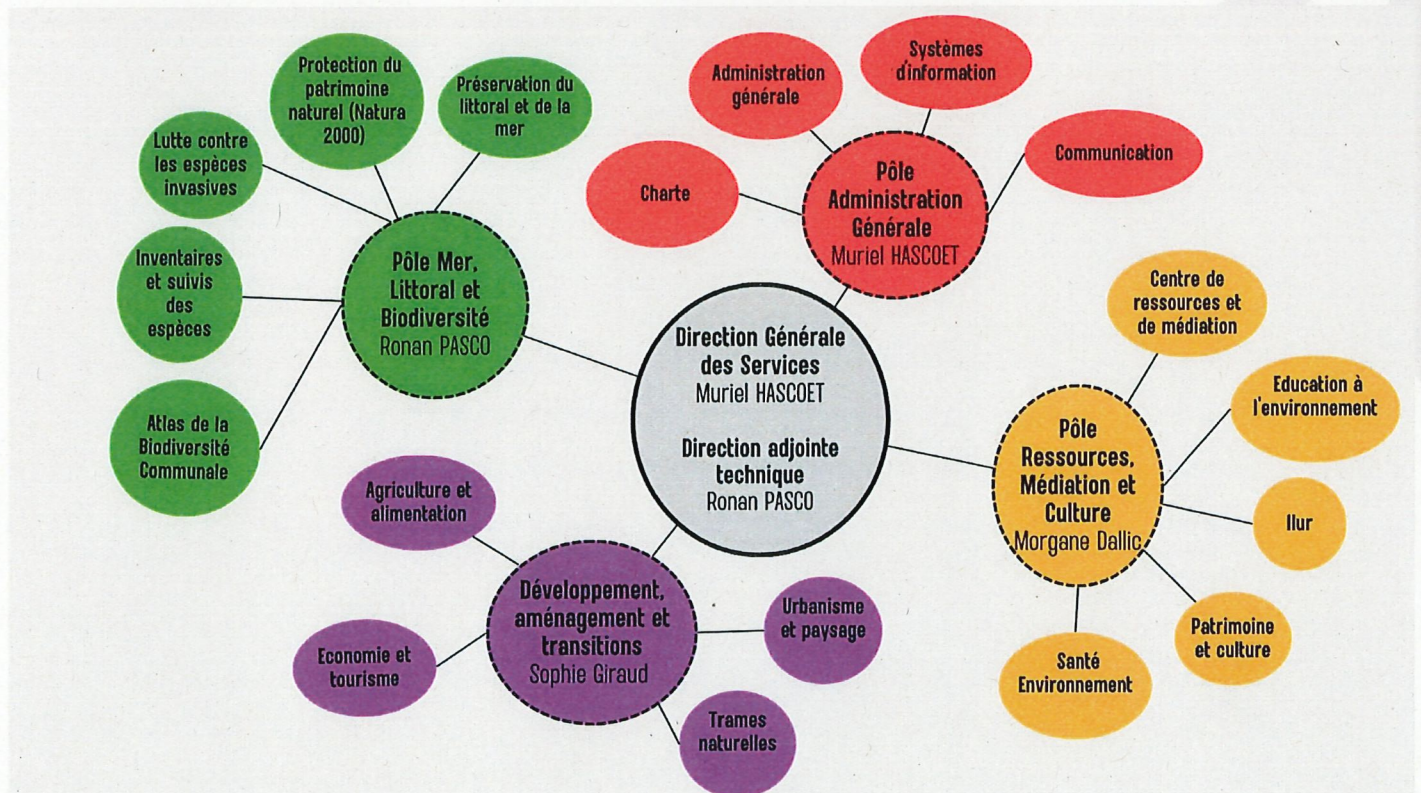 Protection du
patrimoine
naturel (Natura
2000)
Préservation du
littoral et de la
mer
Lutte contre
les espèces
invasives
Inventaires
et suivis
des
espèces
Atlas de la
Biodiversité
Communale
Pôle Mer,
Littoral et
Biodiversité
Ronan PASCO
Administration
générale
Systèmes
d'information
Communication
Charte
Pôle
Administration
Générale
Muriel HASCOET
Direction Générale
des Services
Muriel HASCOET
Direction adjointe
technique
Ronan PASCO
Centre de
ressources et
de médiation
Education à
l'environnement
Ilur
Patrimoine
et culture
Santé
Environnement
Pôle
Ressources,
Médiation et
Culture
Morgane Dallic
Agriculture et
alimentation
Economie et
tourisme
Développement,
aménagement et
transitions
Sophie Giraud
Urbanisme
et paysage
Trames
naturelles